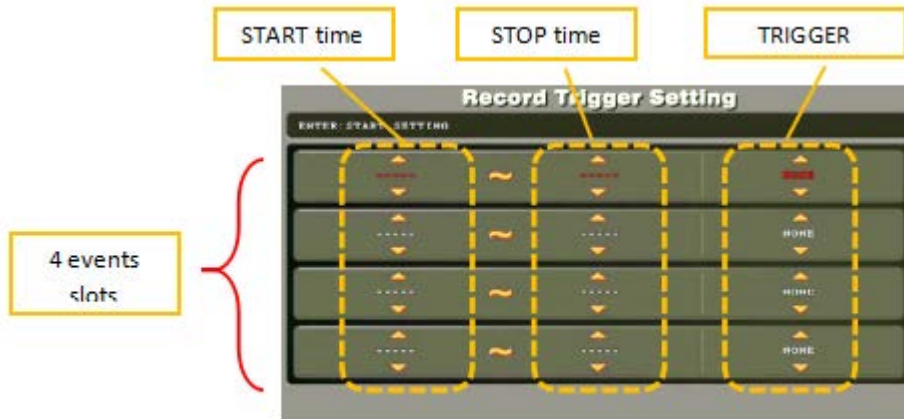 START time STOP time TRIGGER
Record Trigger Setting
ENTER:START SETTING
----- ~ -----
----- ~ ----- NONE
4 events
slots
----- ~ ----- NONE
----- ~ ----- NONE